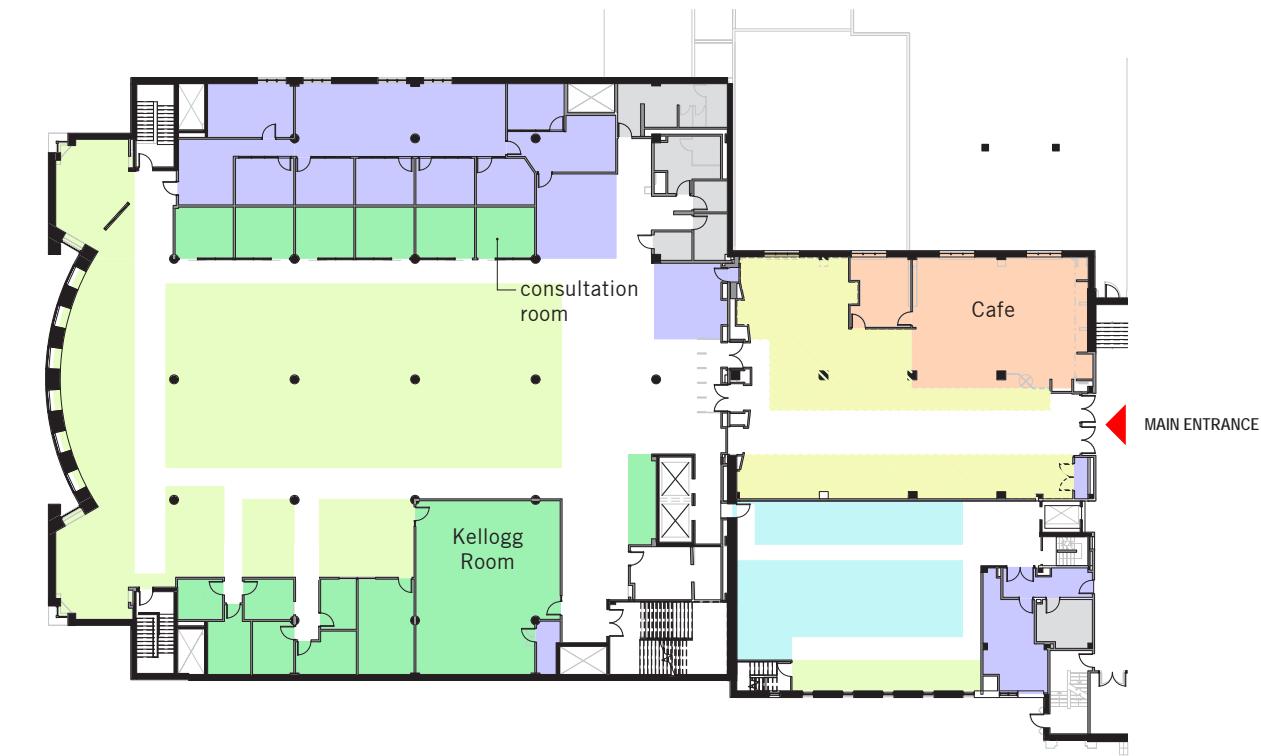 consultation
room
Cafe
MAIN ENTRANCE
Kellogg
Room